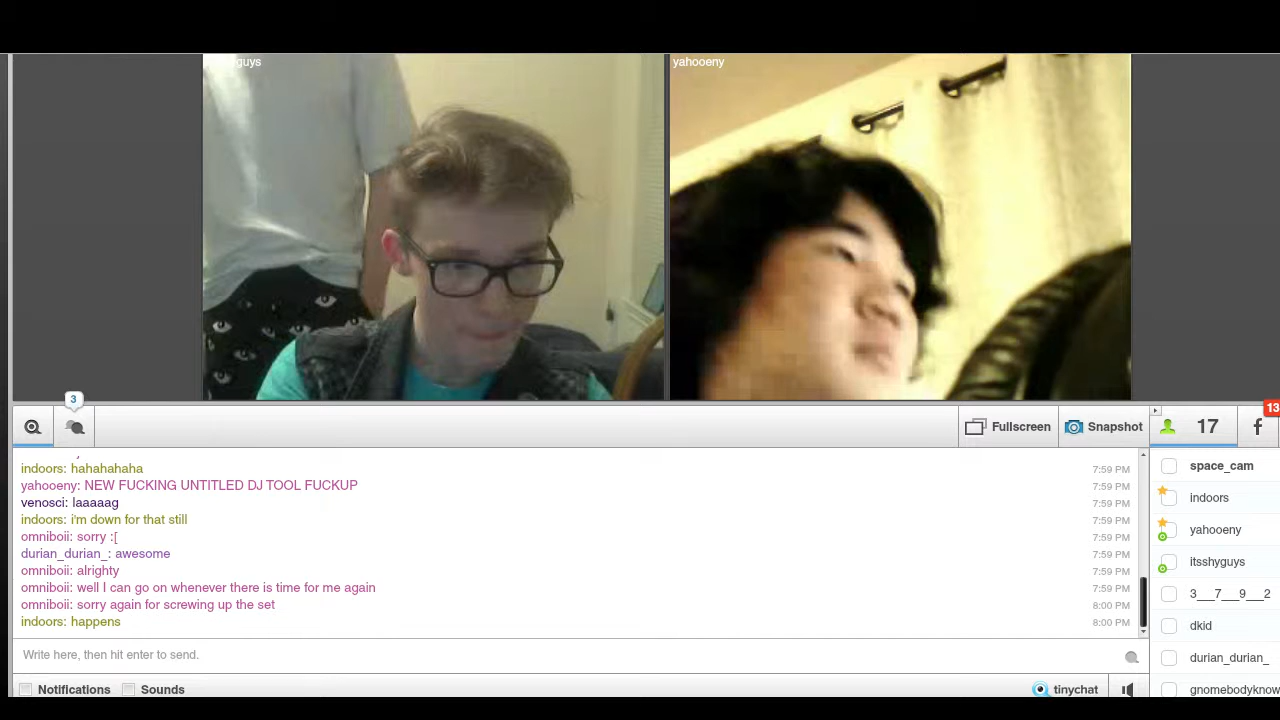 guys
yahooeny
3
Fullscreen
Snapshot
17
13
indoors: hahahahaha 7:59 PM
yahooeny: NEW FUCKING UNTITLED DJ TOOL FUCKUP 7:59 PM
venosci: laaaaag 7:59 PM
indoors: i'm down for that still 7:59 PM
omniboii: sorry :[ 7:59 PM
durian_durian_: awesome 7:59 PM
omniboii: alrighty 7:59 PM
omniboii: well I can go on whenever there is time for me again 7:59 PM
omniboii: sorry again for screwing up the set 8:00 PM
indoors: happens 8:00 PM
space_cam
indoors
yahooeny
itsshyguys
3__7__9__2
dkid
durian_durian_
gnomebodyknow
Write here, then hit enter to send.
Notifications
Sounds
tinychat